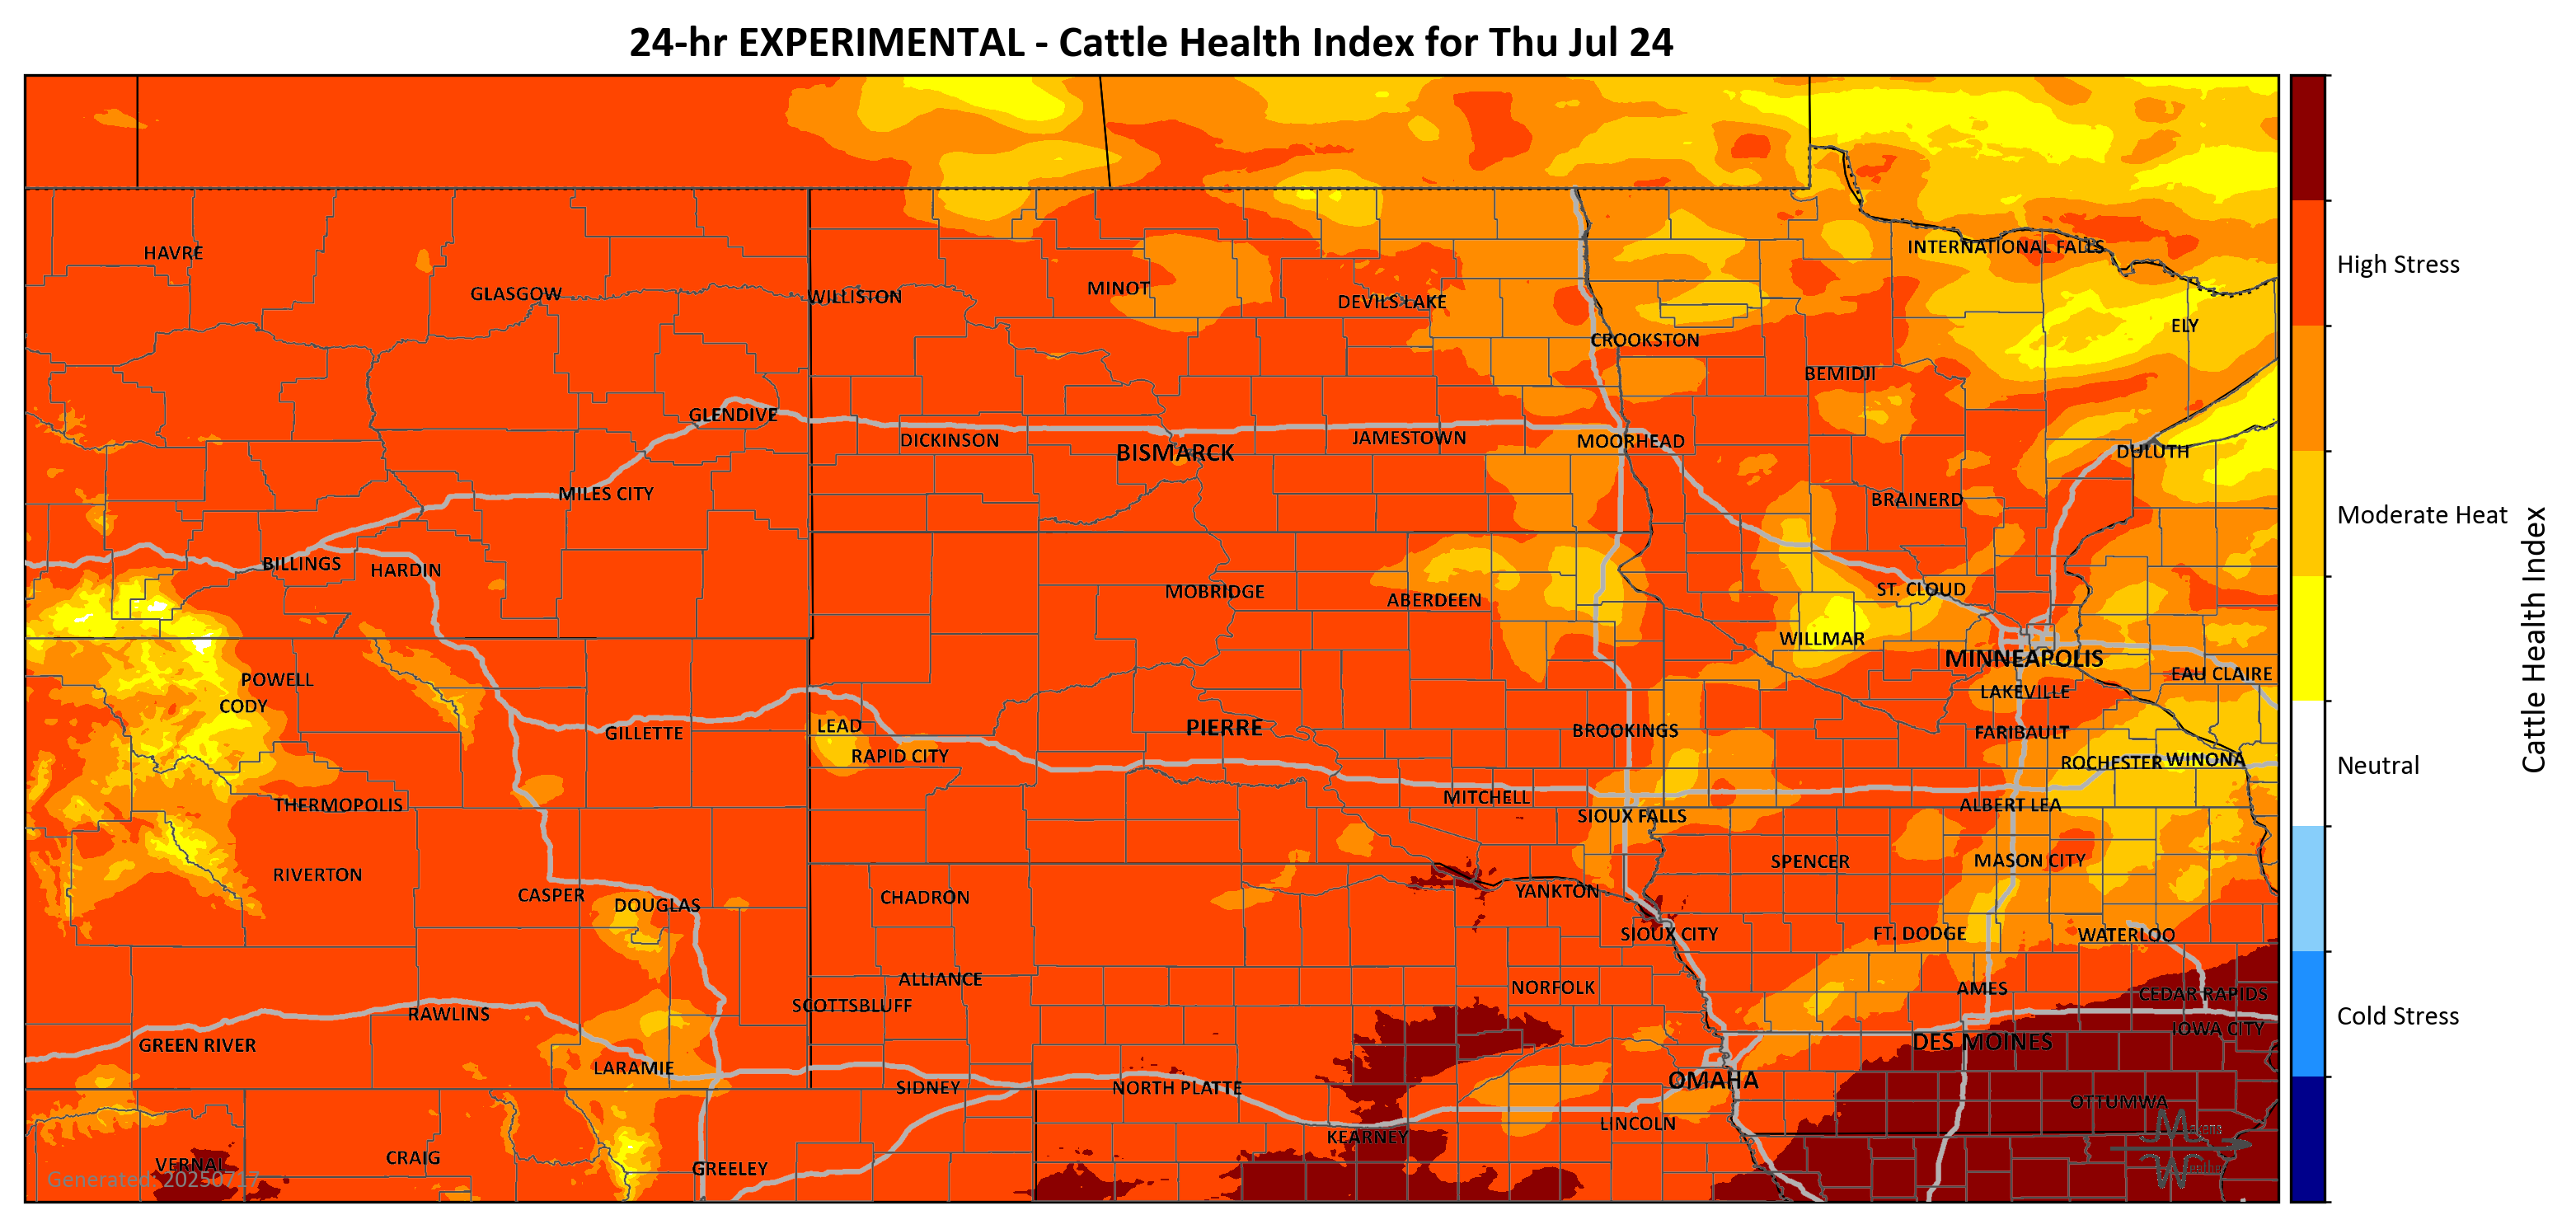 24-hr EXPERIMENTAL - Cattle Health Index for Thu Jul 24
HAVRE
INTERNATIONAL FALLS
GLASGOW
WILLISTON
MINOT
DEVILS LAKE
ELY
CROOKSTON
BEMIDJI
GLENDIVE
DICKINSON
BISMARCK
JAMESTOWN
MOORHEAD
DULUTH
MILES CITY
BRAINERD
BILLINGS
HARDIN
MOBRIDGE
ABERDEEN
ST. CLOUD
WILLMAR
MINNEAPOLIS
POWELL
EAU CLAIRE
CODY
LAKEVILLE
GILLETTE
LEAD
PIERRE
BROOKINGS
FARIBAULT
RAPID CITY
ROCHESTER
WINONA
THERMOPOLIS
MITCHELL
SIOUX FALLS
ALBERT LEA
RIVERTON
SPENCER
MASON CITY
CASPER
DOUGLAS
CHADRON
YANKTON
SIOUX CITY
FT. DODGE
WATERLOO
ALLIANCE
NORFOLK
AMES
CEDAR RAPIDS
SCOTTSBLUFF
RAWLINS
IOWA CITY
GREEN RIVER
DES MOINES
LARAMIE
SIDNEY
NORTH PLATTE
OMAHA
OTTUMWA
KEARNEY
LINCOLN
VERNAL
CRAIG
GREELEY
Generated: 20250717
High Stress
Moderate Heat
Neutral
Cold Stress
Cattle Health Index